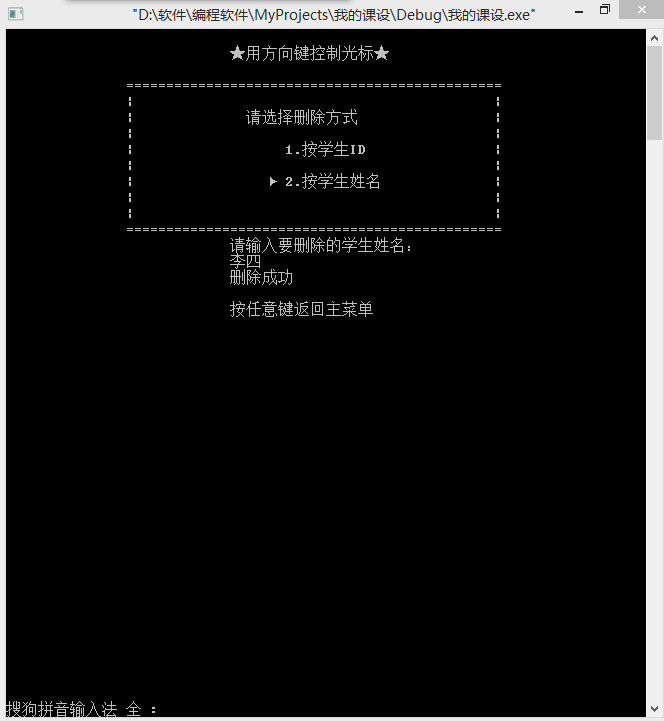 "D:\软件\编程软件\MyProjects\我的课设\Debug\我的课设.exe"
★用方向键控制光标★
===============================================
请选择删除方式
1.按学生ID
► 2.按学生姓名
===============================================
请输入要删除的学生姓名:
李四
删除成功
按任意键返回主菜单
搜狗拼音输入法 全 :